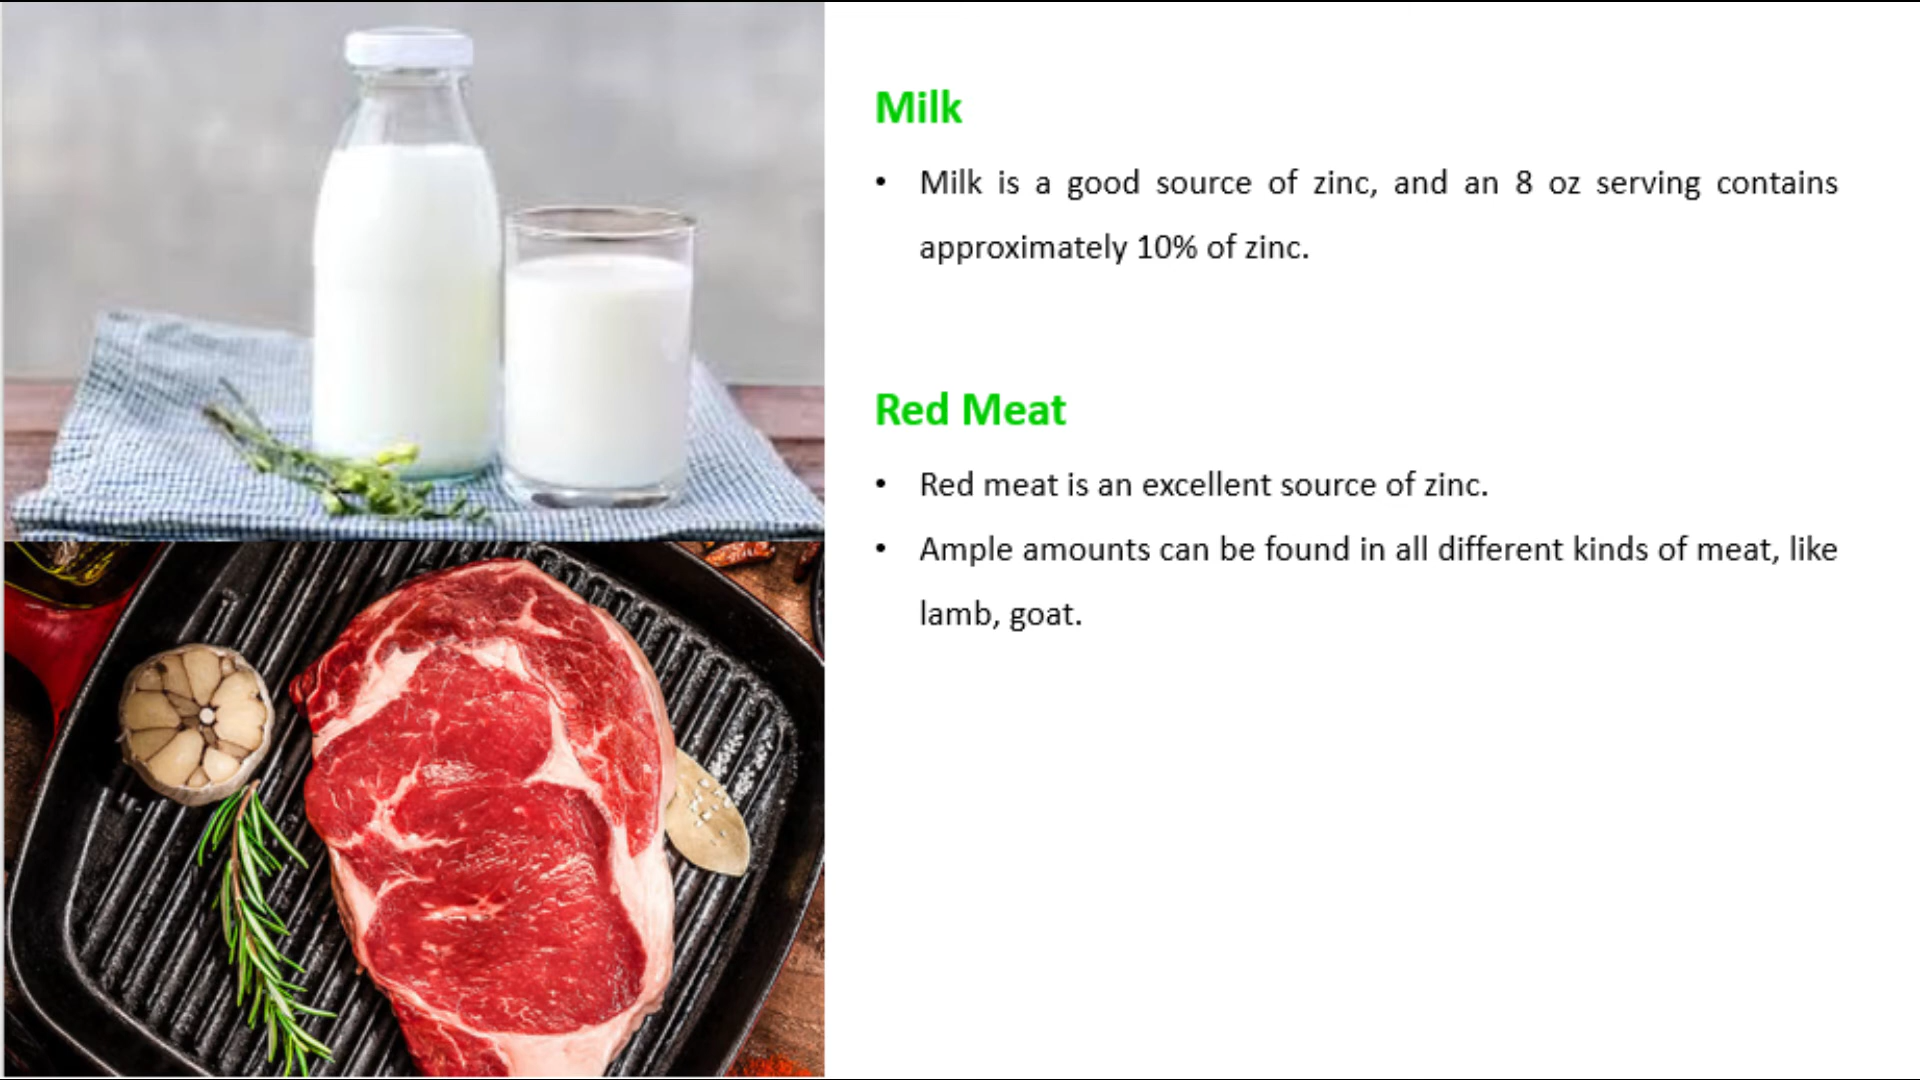 Milk
• Milk is a good source of zinc, and an 8 oz serving contains
approximately 10% of zinc.
Red Meat
• Red meat is an excellent source of zinc.
• Ample amounts can be found in all different kinds of meat, like
lamb, goat.